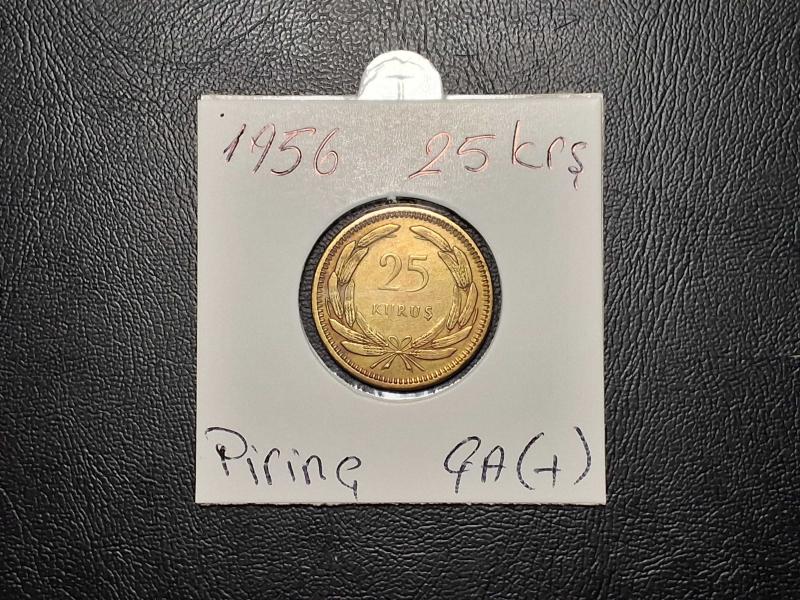 1956 25 krş
25
KURUŞ
Pirinç ÇA(+)